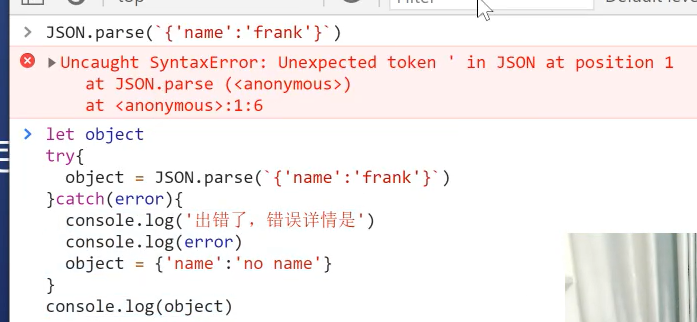 top
Filter
Default leve
JSON.parse(`{'name':'frank'}`)
Uncaught SyntaxError: Unexpected token ' in JSON at position 1
at JSON.parse (<anonymous>)
at <anonymous>:1:6
let object
try{
object = JSON.parse(`{'name':'frank'}`)
}catch(error){
console.log('出错了，错误详情是')
console.log(error)
object = {'name':'no name'}
}
console.log(object)